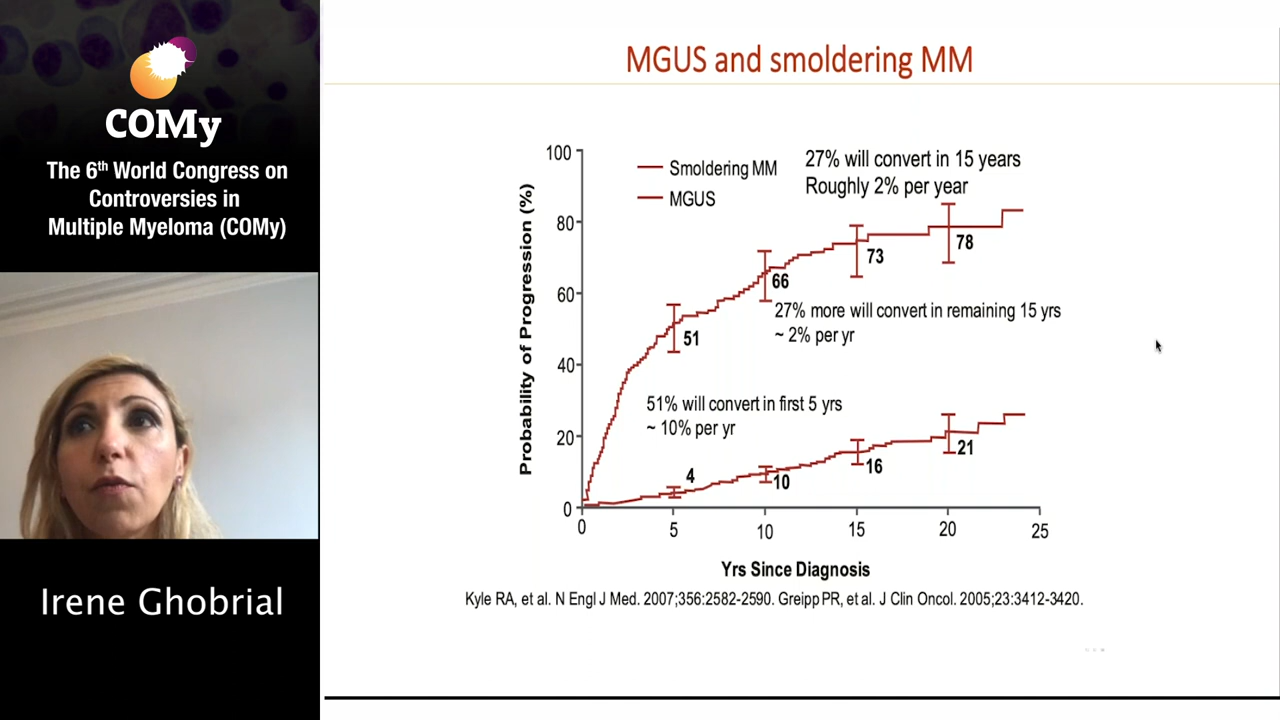 COMy
The 6th World Congress on
Controversies in
Multiple Myeloma (COMy)
Irene Ghobrial
MGUS and smoldering MM
Smoldering MM
MGUS
27% will convert in 15 years
Roughly 2% per year
Probability of Progression (%)
100
80
60
40
20
0
51
66
73
78
27% more will convert in remaining 15 yrs
~ 2% per yr
51% will convert in first 5 yrs
~ 10% per yr
4
10
16
21
0
5
10
15
20
25
Yrs Since Diagnosis
Kyle RA, et al. N Engl J Med. 2007;356:2582-2590. Greipp PR, et al. J Clin Oncol. 2005;23:3412-3420.